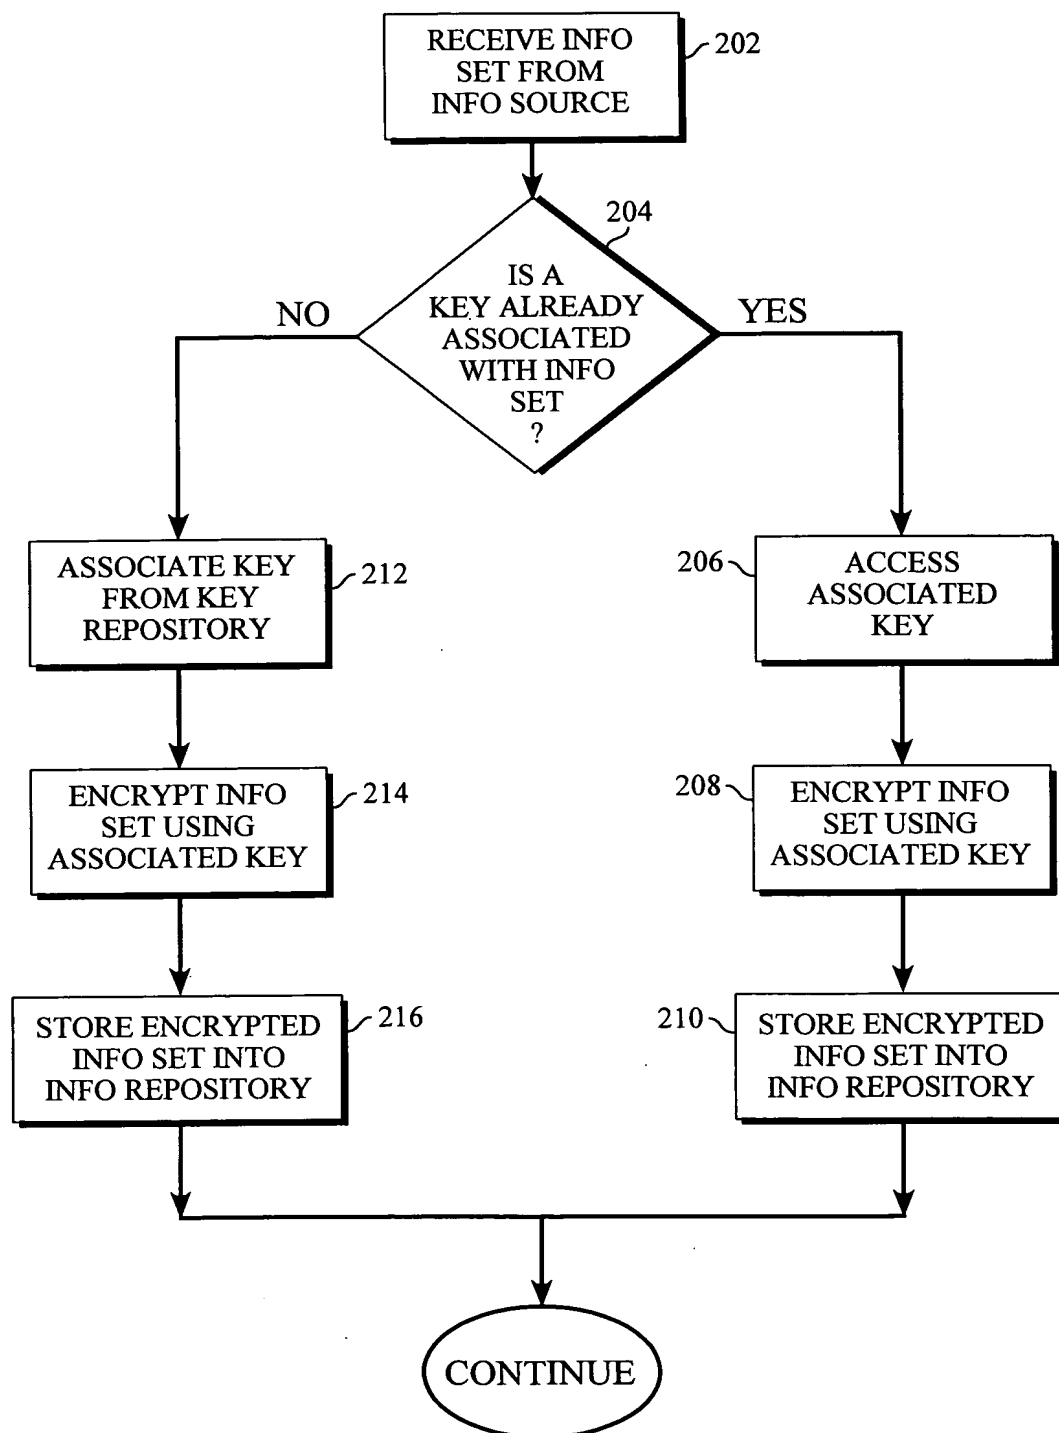 RECEIVE INFO
SET FROM
INFO SOURCE
202
204
IS A
KEY ALREADY
ASSOCIATED
WITH INFO
SET
?
NO
YES
ASSOCIATE KEY
FROM KEY
REPOSITORY
212
206
ACCESS
ASSOCIATED
KEY
ENCRYPT INFO
SET USING
ASSOCIATED KEY
214
208
ENCRYPT INFO
SET USING
ASSOCIATED KEY
STORE ENCRYPTED
INFO SET INTO
INFO REPOSITORY
216
210
STORE ENCRYPTED
INFO SET INTO
INFO REPOSITORY
CONTINUE